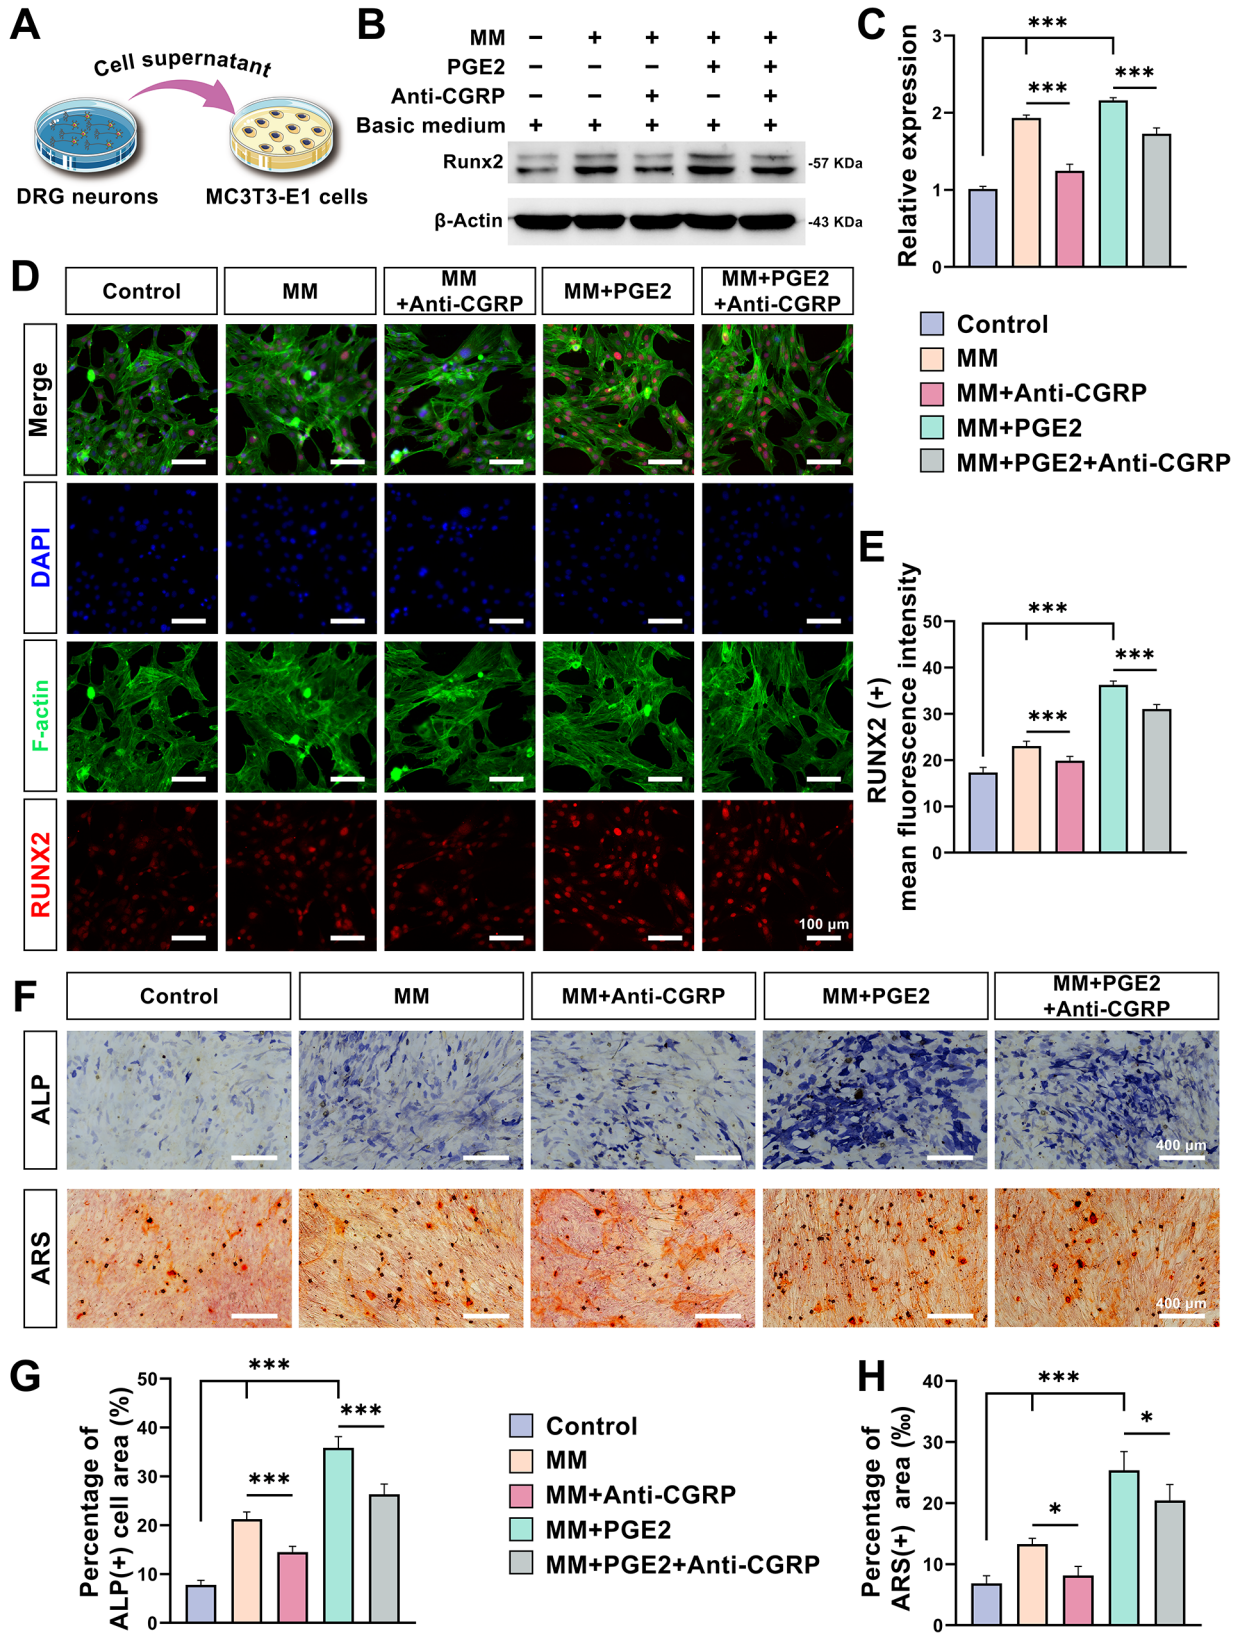 A
Cell supernatant
DRG neurons
MC3T3-E1 cells
B
MM − + + + +
PGE2 − − − + +
Anti-CGRP − − + − +
Basic medium + + + + +
Runx2
-57 KDa
β-Actin
-43 KDa
C
Relative expression
3
2
1
0
***
***
***
Control
MM
MM+Anti-CGRP
MM+PGE2
MM+PGE2+Anti-CGRP
D
Control
MM
MM
+Anti-CGRP
MM+PGE2
MM+PGE2
+Anti-CGRP
Merge
DAPI
F-actin
RUNX2
100 μm
E
RUNX2 (+)
mean fluorescence intensity
50
40
30
20
10
0
***
***
***
F
Control
MM
MM+Anti-CGRP
MM+PGE2
MM+PGE2
+Anti-CGRP
ALP
400 μm
ARS
400 μm
G
Percentage of
ALP(+) cell area (%)
50
40
30
20
10
0
***
***
***
Control
MM
MM+Anti-CGRP
MM+PGE2
MM+PGE2+Anti-CGRP
H
Percentage of
ARS(+) area (‰)
40
30
20
10
0
***
*
*